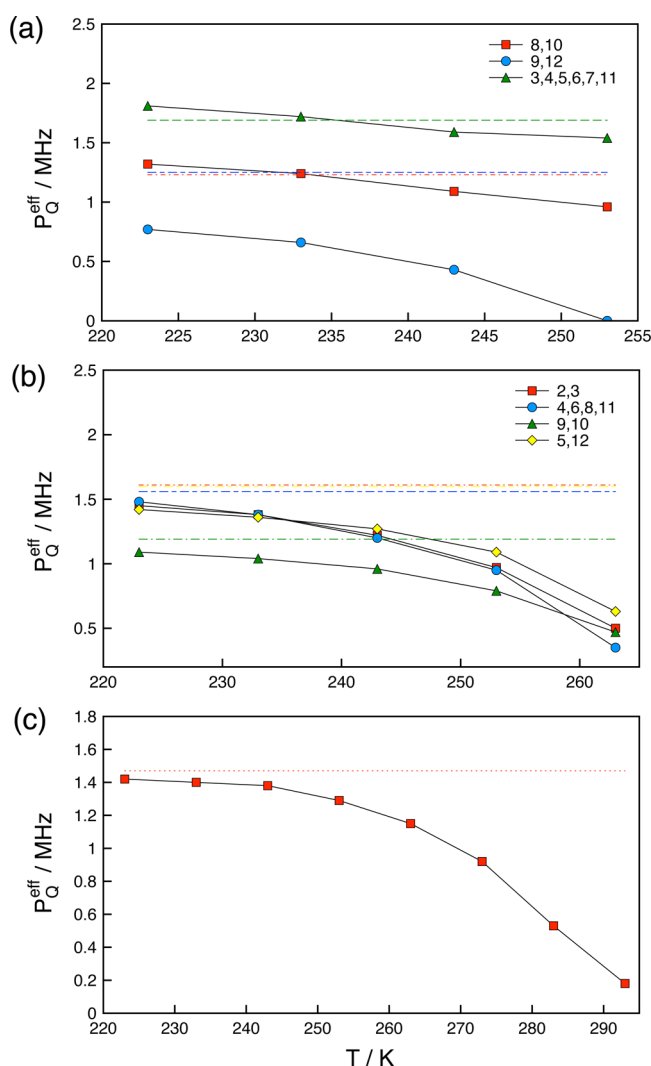 (a)
2.5
2
1.5
1
0.5
0
P_Q^eff / MHz
8,10
9,12
3,4,5,6,7,11
220 225 230 235 240 245 250 255
(b)
2.5
2
1.5
1
0.5
P_Q^eff / MHz
2,3
4,6,8,11
9,10
5,12
220 230 240 250 260
(c)
1.8
1.6
1.4
1.2
1
0.8
0.6
0.4
0.2
0
P_Q^eff / MHz
220 230 240 250 260 270 280 290
T / K